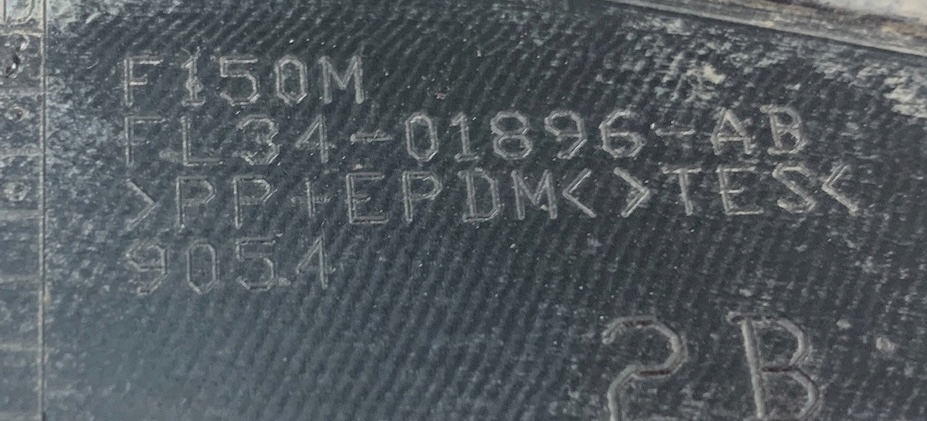 F150M
FL34-01896-AB
>PP+EPDM< >TES<
9054
2B